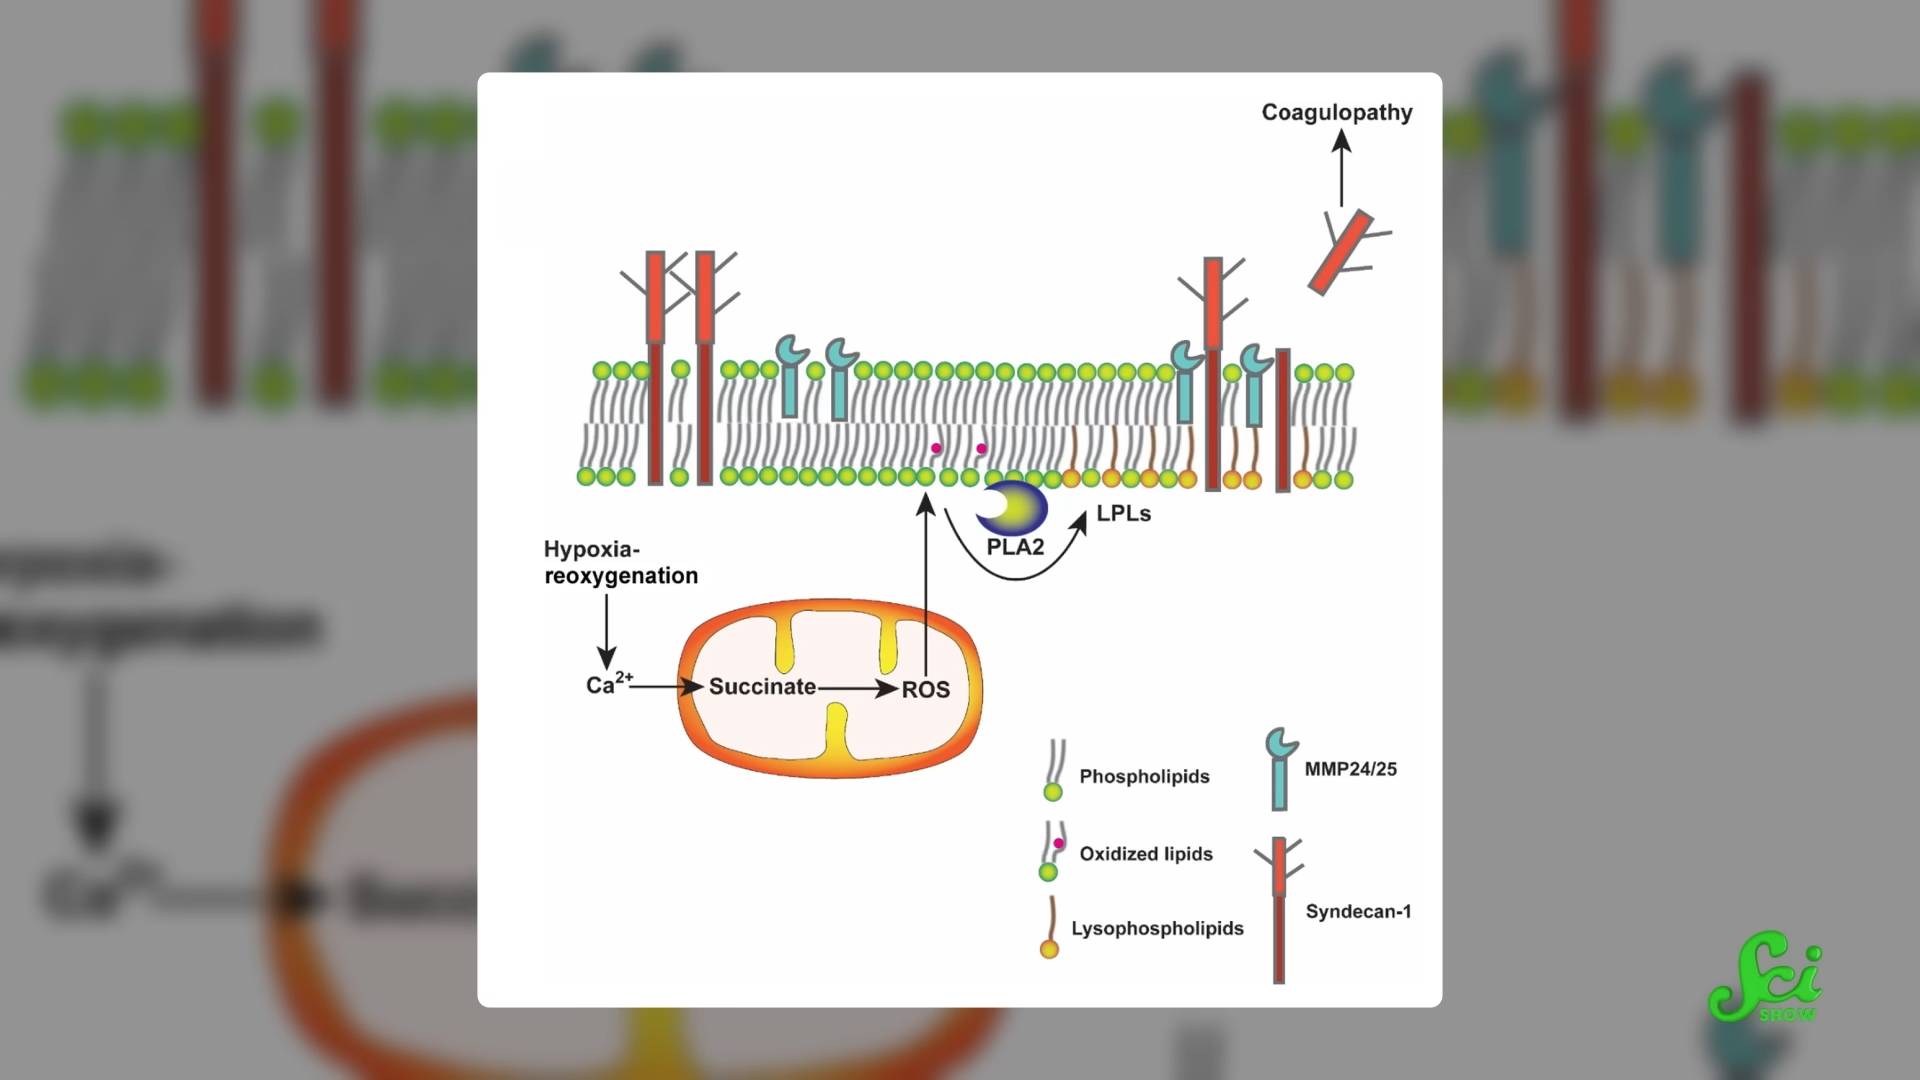 Coagulopathy
LPLs
PLA2
Hypoxia-
reoxygenation
Ca2+
Succinate
ROS
Phospholipids
MMP24/25
Oxidized lipids
Syndecan-1
Lysophospholipids
Sci
SHOW